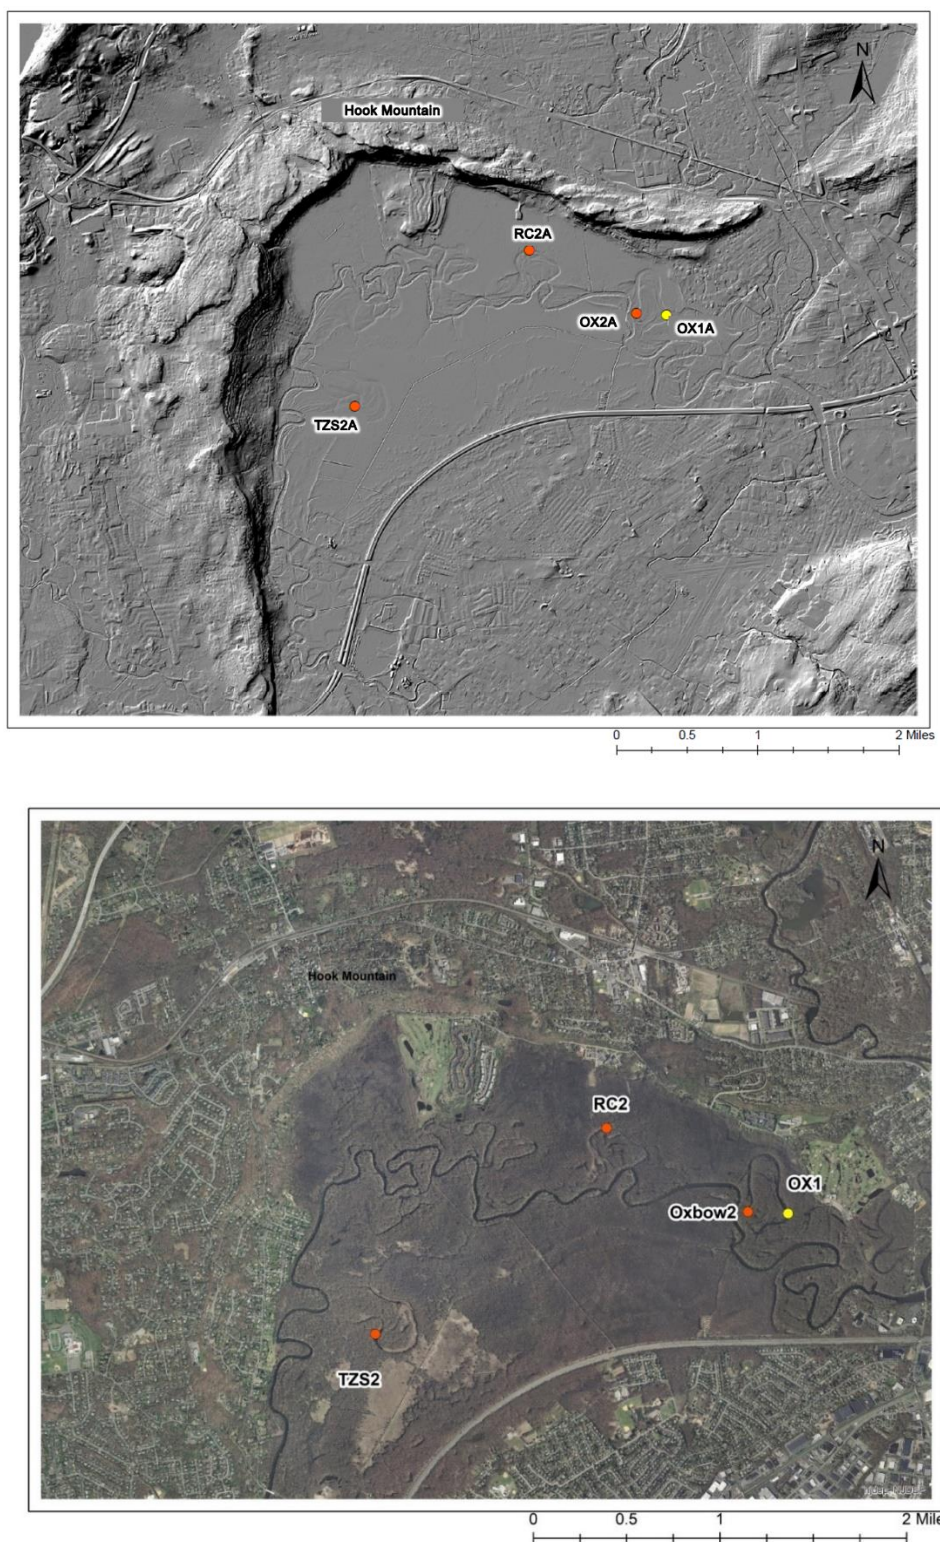 N
Hook Mountain
RC2A
OX2A
OX1A
TZS2A
0 0.5 1 2 Miles
N
Hook Mountain
RC2
OX1
Oxbow2
TZS2
0 0.5 1 2 Mile